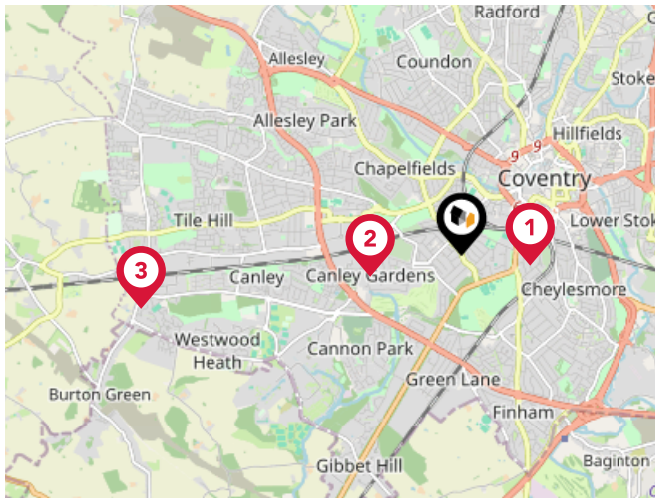 Radford
Allesley
Coundon
Stoke
Allesley Park
Hillfields
9
9
Chapelfields
Coventry
Tile Hill
Lower Stok
1
2
3
Canley
Canley Gardens
Cheylesmore
Westwood
Heath
Cannon Park
Green Lane
Burton Green
Finham
Gibbet Hill
Baginton